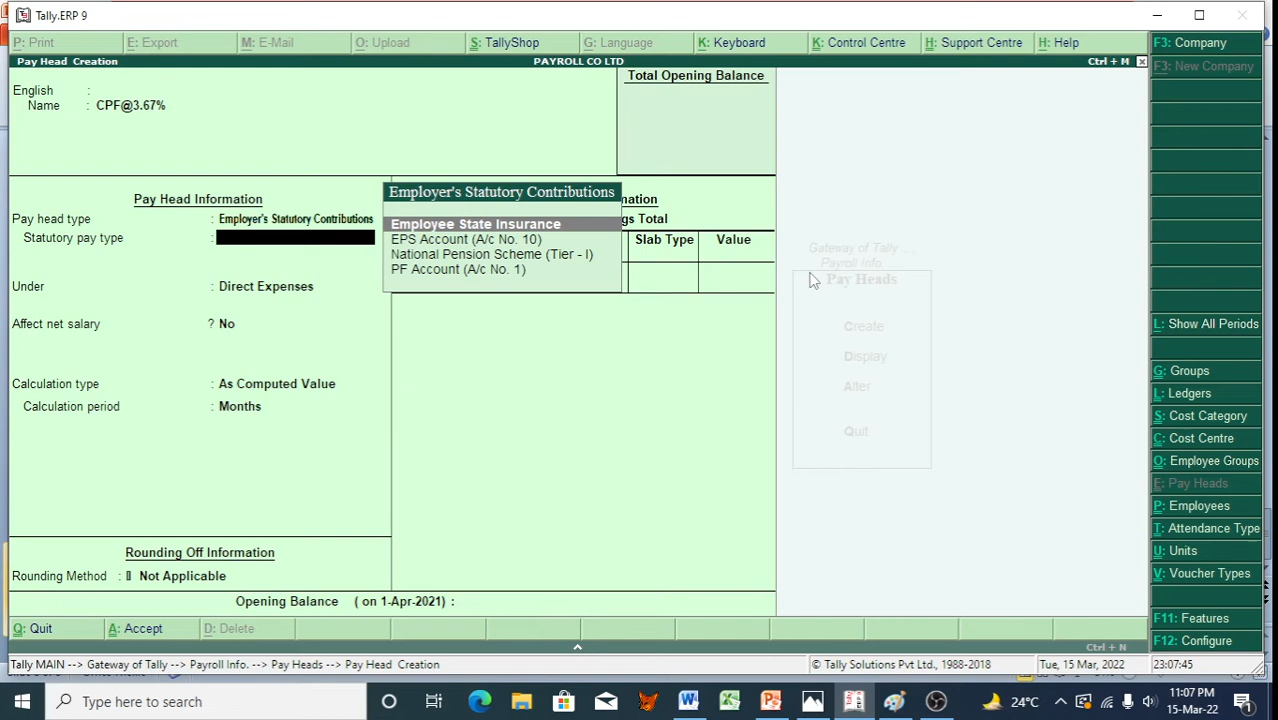 Tally.ERP 9
P: Print
E: Export
M: E-Mail
O: Upload
S: TallyShop
G: Language
K: Keyboard
K: Control Centre
H: Support Centre
H: Help
F3: Company
Pay Head Creation
PAYROLL CO LTD
Ctrl + M
F3: New Company
English :
Name : CPF@3.67%
Total Opening Balance
Pay Head Information
Pay head type : Employer's Statutory Contributions
Statutory pay type :
Under : Direct Expenses
Affect net salary ? No
Calculation type : As Computed Value
Calculation period : Months
Employer's Statutory Contributions
Employee State Insurance
EPS Account (A/c No. 10)
National Pension Scheme (Tier - I)
PF Account (A/c No. 1)
Slab Type
Value
Gateway of Tally ....
Payroll Info.
Pay Heads
Create
Display
Alter
Quit
L: Show All Periods
G: Groups
L: Ledgers
S: Cost Category
C: Cost Centre
O: Employee Groups
E: Pay Heads
P: Employees
T: Attendance Type
U: Units
V: Voucher Types
F11: Features
F12: Configure
Rounding Off Information
Rounding Method : Not Applicable
Opening Balance ( on 1-Apr-2021) :
Q: Quit
A: Accept
D: Delete
Ctrl + N
Tally MAIN --> Gateway of Tally --> Payroll Info. --> Pay Heads --> Pay Head Creation
© Tally Solutions Pvt Ltd., 1988-2018
Tue, 15 Mar, 2022
23:07:45
Type here to search
24°C
11:07 PM
15-Mar-22
1